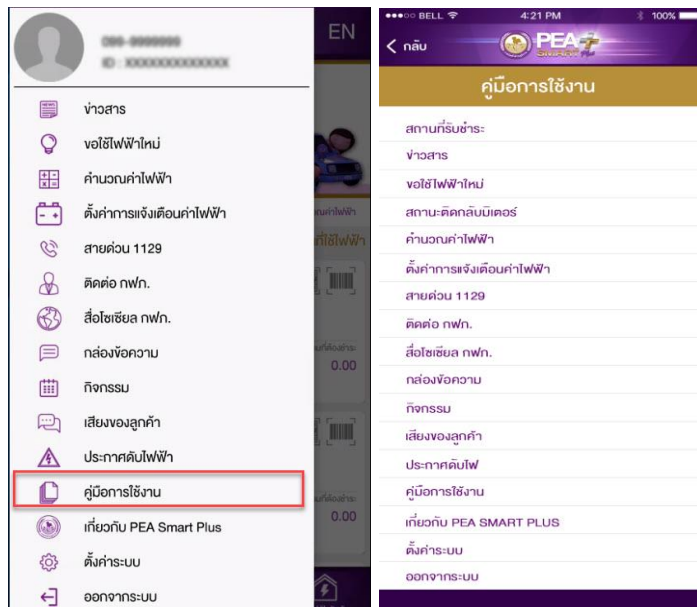 EN
ข่าวสาร
ขอใช้ไฟฟ้าใหม่
คำนวณค่าไฟฟ้า
ตั้งค่าการแจ้งเตือนค่าไฟฟ้า
สายด่วน 1129
ติดต่อ กฟภ.
สื่อโซเซียล กฟภ.
กล่องข้อความ
0.00
กิจกรรม
เสียงของลูกค้า
ประกาศดับไฟฟ้า
คู่มือการใช้งาน
เกี่ยวกับ PEA Smart Plus
0.00
ตั้งค่าระบบ
ออกจากระบบ
BELL 4:21 PM 100%
กลับ PEA SMART Plus
คู่มือการใช้งาน
สถานที่รับชำระ
ข่าวสาร
ขอใช้ไฟฟ้าใหม่
สถานะติดกลับมิเตอร์
คำนวณค่าไฟฟ้า
ตั้งค่าการแจ้งเตือนค่าไฟฟ้า
สายด่วน 1129
ติดต่อ กฟภ.
สื่อโซเซียล กฟภ.
กล่องข้อความ
กิจกรรม
เสียงของลูกค้า
ประกาศดับไฟ
คู่มือการใช้งาน
เกี่ยวกับ PEA SMART PLUS
ตั้งค่าระบบ
ออกจากระบบ